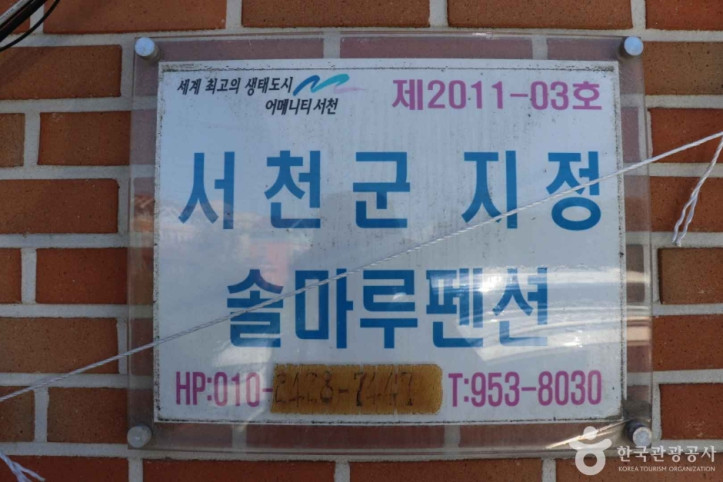 세계 최고의 생태도시
어메니티 서천
제2011-03호
서천군 지정
솔마루펜션
HP:010-
T:953-8030
한국관광공사
KOREA TOURISM ORGANIZATION